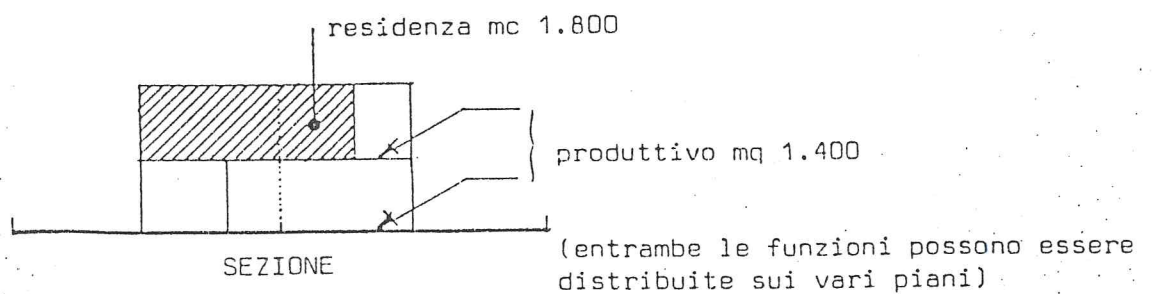 residenza mc 1.800
produttivo mq 1.400
SEZIONE
(entrambe le funzioni possono essere
distribuite sui vari piani)